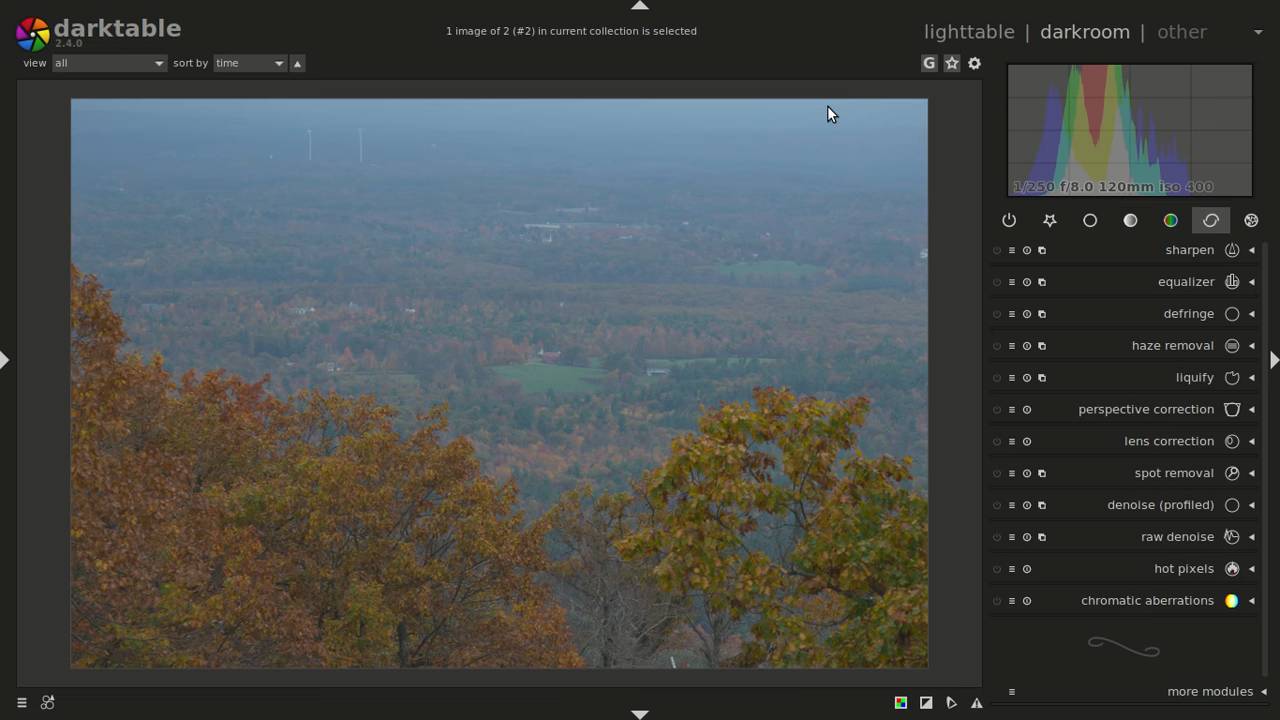 darktable
2.4.0
1 image of 2 (#2) in current collection is selected
lighttable | darkroom | other
view all sort by time
G
1/250 f/8.0 120mm iso 400
sharpen
equalizer
defringe
haze removal
liquify
perspective correction
lens correction
spot removal
denoise (profiled)
raw denoise
hot pixels
chromatic aberrations
more modules